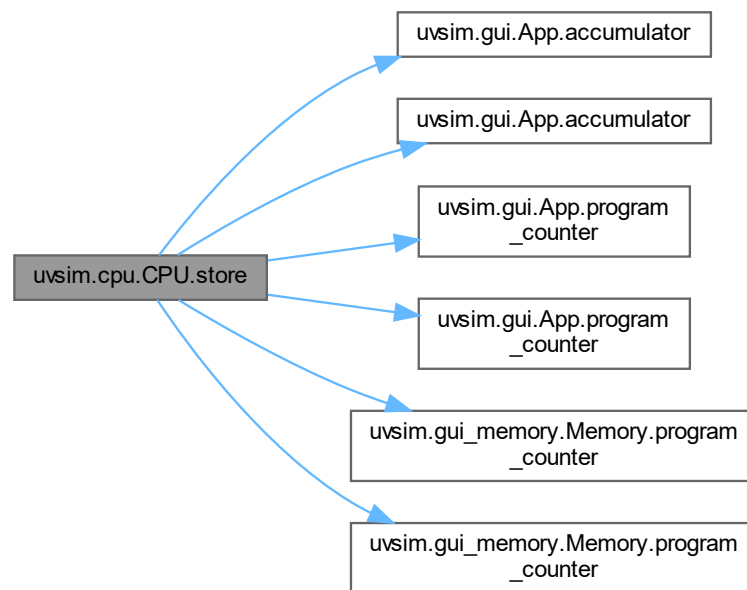 uvsim.gui.App.accumulator
uvsim.gui.App.accumulator
uvsim.gui.App.program
_counter
uvsim.cpu.CPU.store
uvsim.gui.App.program
_counter
uvsim.gui_memory.Memory.program
_counter
uvsim.gui_memory.Memory.program
_counter